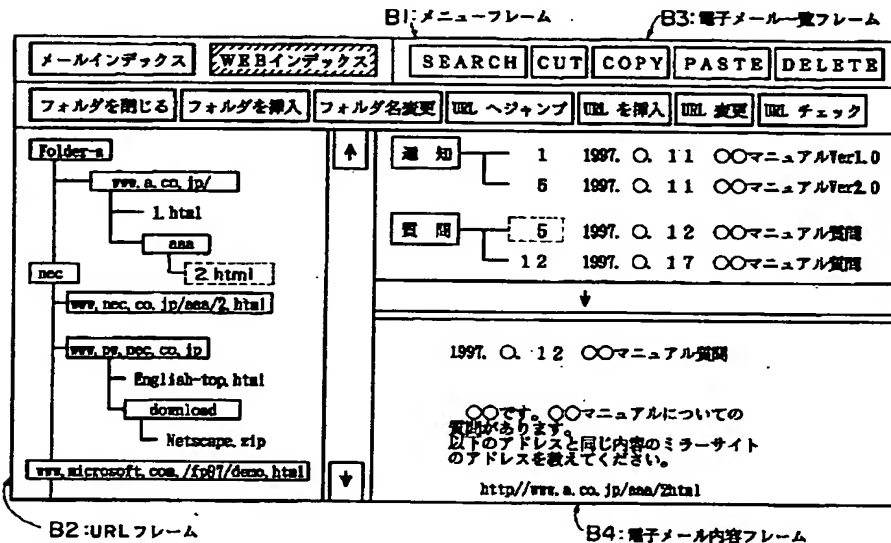 B1:メニューフレーム
B3:電子メール一覧フレーム
メールインデックス WEBインデックス SEARCH CUT COPY PASTE DELETE
フォルダを閉じる フォルダを挿入 フォルダ名変更 URL へジャンプ URL を挿入 URL 変更 URL チェック
Folder-a
www.a.co.jp/
1.html
aaa
2.html
nec
www.nec.co.jp/aaa/2.html
www.pw.nec.co.jp
English-top.html
download
Netscape.zip
www.microsoft.com./fp97/demo.html
通 知 1 1997. ○. 11 ○○マニュアルVer1.0
5 1997. ○. 11 ○○マニュアルVer2.0
質 問 5 1997. ○. 12 ○○マニュアル質問
12 1997. ○. 17 ○○マニュアル質問
1997. ○. 12 ○○マニュアル質問
○○です。○○マニュアルについての
質問があります。
以下のアドレスと同じ内容のミラーサイト
のアドレスを教えてください。
http//www.a.co.jp/aaa/2html
B2:URLフレーム
B4:電子メール内容フレーム